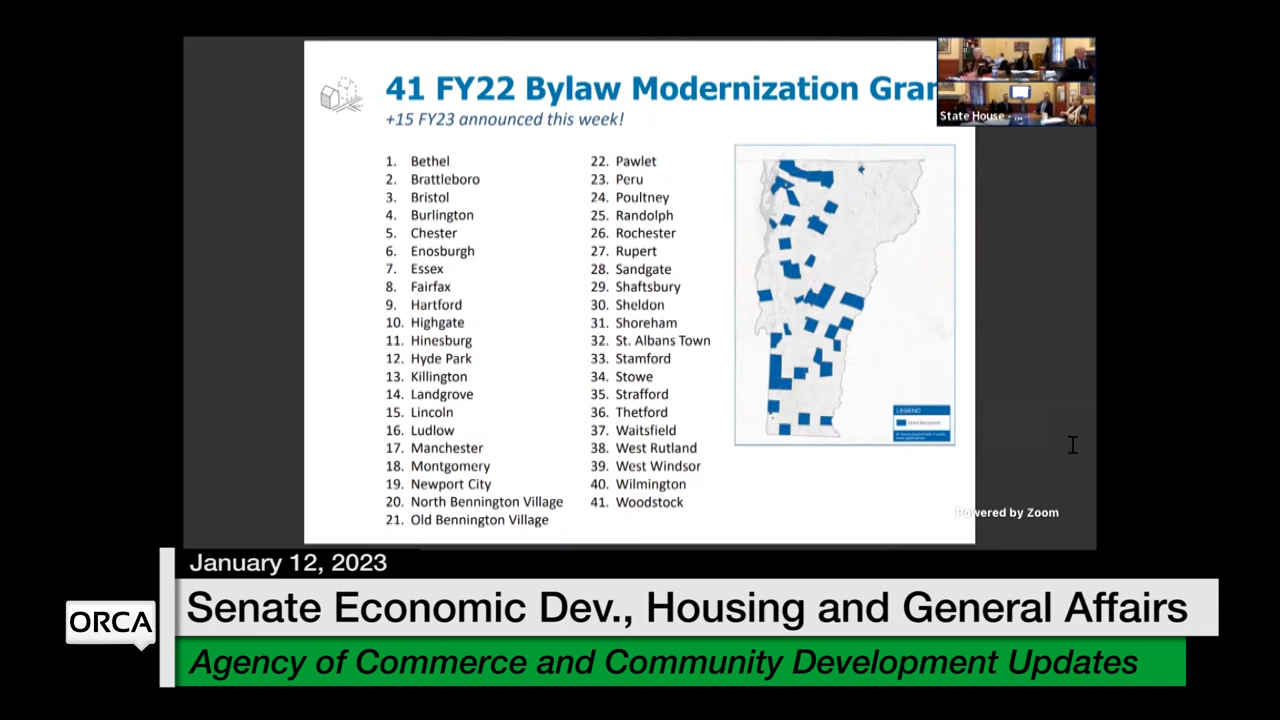 41 FY22 Bylaw Modernization Gran
+15 FY23 announced this week!
State House - ...
1. Bethel
2. Brattleboro
3. Bristol
4. Burlington
5. Chester
6. Enosburgh
7. Essex
8. Fairfax
9. Hartford
10. Highgate
11. Hinesburg
12. Hyde Park
13. Killington
14. Landgrove
15. Lincoln
16. Ludlow
17. Manchester
18. Montgomery
19. Newport City
20. North Bennington Village
21. Old Bennington Village
22. Pawlet
23. Peru
24. Poultney
25. Randolph
26. Rochester
27. Rupert
28. Sandgate
29. Shaftsbury
30. Sheldon
31. Shoreham
32. St. Albans Town
33. Stamford
34. Stowe
35. Strafford
36. Thetford
37. Waitsfield
38. West Rutland
39. West Windsor
40. Wilmington
41. Woodstock
LEGEND
Powered by Zoom
January 12, 2023
ORCA
Senate Economic Dev., Housing and General Affairs
Agency of Commerce and Community Development Updates